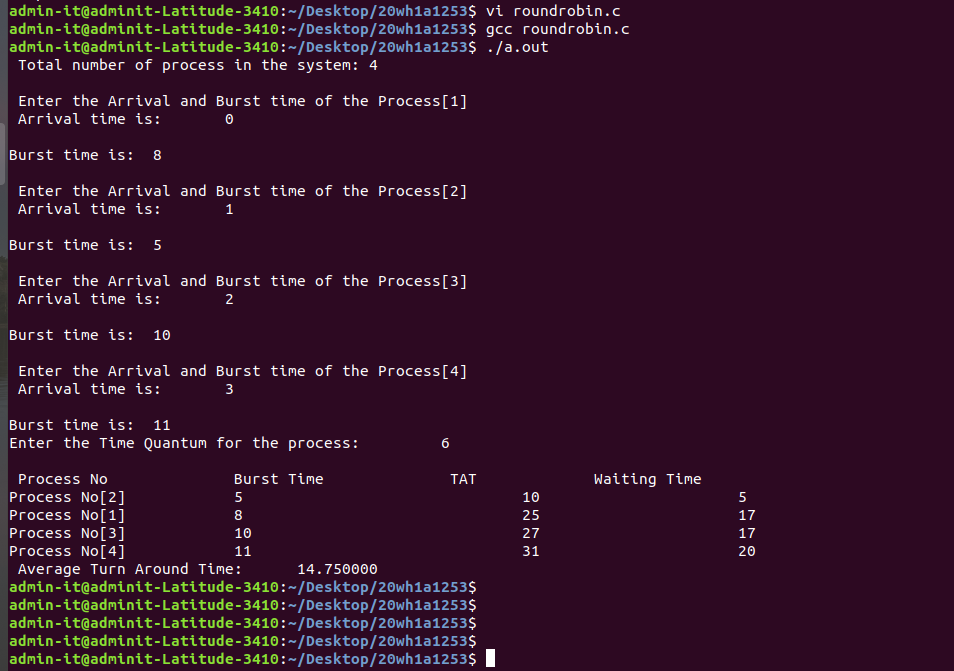 admin-it@adminit-Latitude-3410:~/Desktop/20wh1a1253$ vi roundrobin.c
admin-it@adminit-Latitude-3410:~/Desktop/20wh1a1253$ gcc roundrobin.c
admin-it@adminit-Latitude-3410:~/Desktop/20wh1a1253$ ./a.out
Total number of process in the system: 4
Enter the Arrival and Burst time of the Process[1]
Arrival time is: 0
Burst time is: 8
Enter the Arrival and Burst time of the Process[2]
Arrival time is: 1
Burst time is: 5
Enter the Arrival and Burst time of the Process[3]
Arrival time is: 2
Burst time is: 10
Enter the Arrival and Burst time of the Process[4]
Arrival time is: 3
Burst time is: 11
Enter the Time Quantum for the process: 6
Process No Burst Time TAT Waiting Time
Process No[2] 5 10 5
Process No[1] 8 25 17
Process No[3] 10 27 17
Process No[4] 11 31 20
Average Turn Around Time: 14.750000
admin-it@adminit-Latitude-3410:~/Desktop/20wh1a1253$
admin-it@adminit-Latitude-3410:~/Desktop/20wh1a1253$
admin-it@adminit-Latitude-3410:~/Desktop/20wh1a1253$
admin-it@adminit-Latitude-3410:~/Desktop/20wh1a1253$
admin-it@adminit-Latitude-3410:~/Desktop/20wh1a1253$